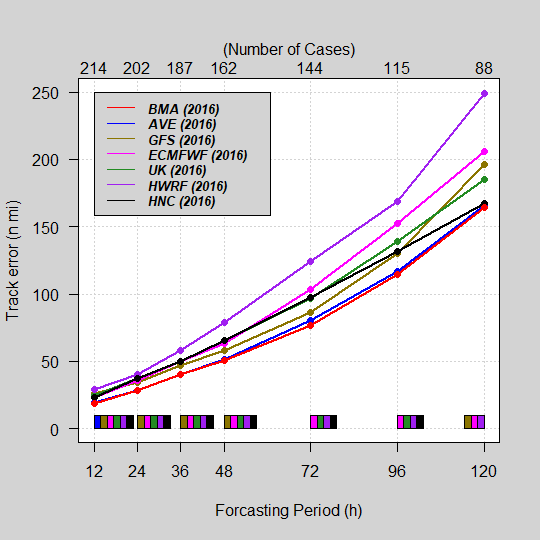 (Number of Cases)
214 202 187 162 144 115 88
250
200
150
100
50
0
Track error (n mi)
BMA (2016)
AVE (2016)
GFS (2016)
ECMFWF (2016)
UK (2016)
HWRF (2016)
HNC (2016)
12 24 36 48 72 96 120
Forcasting Period (h)